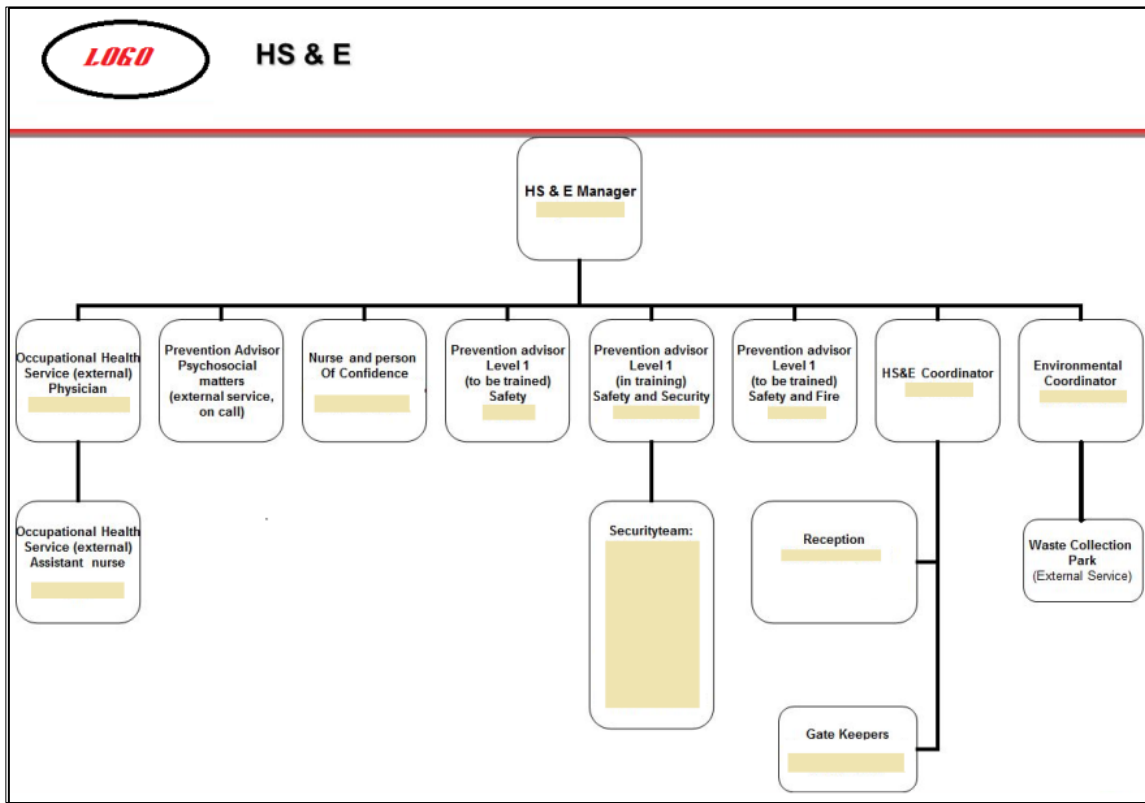 LOGO
HS & E
HS & E Manager
Occupational Health
Service (external)
Physician
Prevention Advisor
Psychosocial
matters
(external service,
on call)
Nurse and person
Of Confidence
Prevention advisor
Level 1
(to be trained)
Safety
Prevention advisor
Level 1
(in training)
Safety and Security
Prevention advisor
Level 1
(to be trained)
Safety and Fire
HS&E Coordinator
Environmental
Coordinator
Occupational Health
Service (external)
Assistant nurse
Securityteam:
Reception
Waste Collection
Park
(External Service)
Gate Keepers